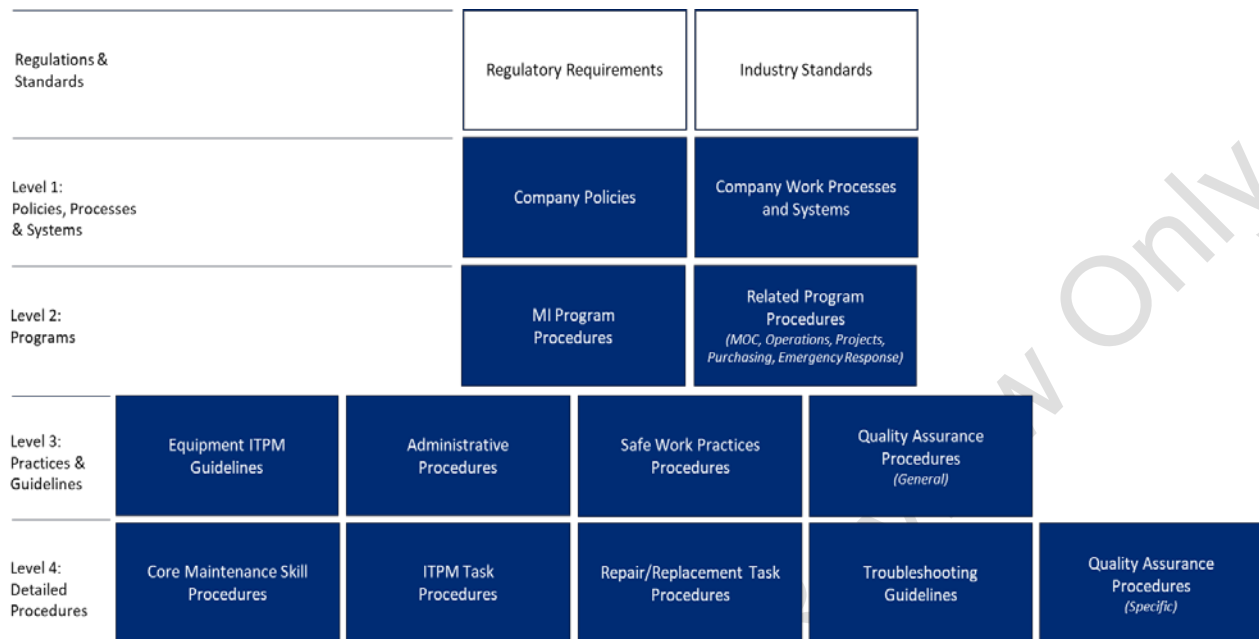 Regulations &
Standards
Regulatory Requirements
Industry Standards
Level 1:
Policies, Processes
& Systems
Company Policies
Company Work Processes
and Systems
Level 2:
Programs
MI Program
Procedures
Related Program
Procedures
(MOC, Operations, Projects,
Purchasing, Emergency Response)
Level 3:
Practices &
Guidelines
Equipment ITPM
Guidelines
Administrative
Procedures
Safe Work Practices
Procedures
Quality Assurance
Procedures
(General)
Level 4:
Detailed
Procedures
Core Maintenance Skill
Procedures
ITPM Task
Procedures
Repair/Replacement Task
Procedures
Troubleshooting
Guidelines
Quality Assurance
Procedures
(Specific)
Only